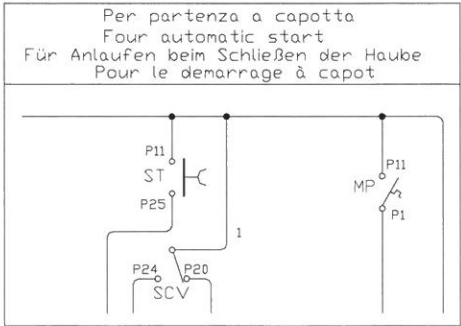 Per partenza a capotta
Four automatic start
Für Anlaufen beim Schließen der Haube
Pour le demarrage à capot
P11
ST
P25
P11
MP
P1
1
P24
P20
SCV